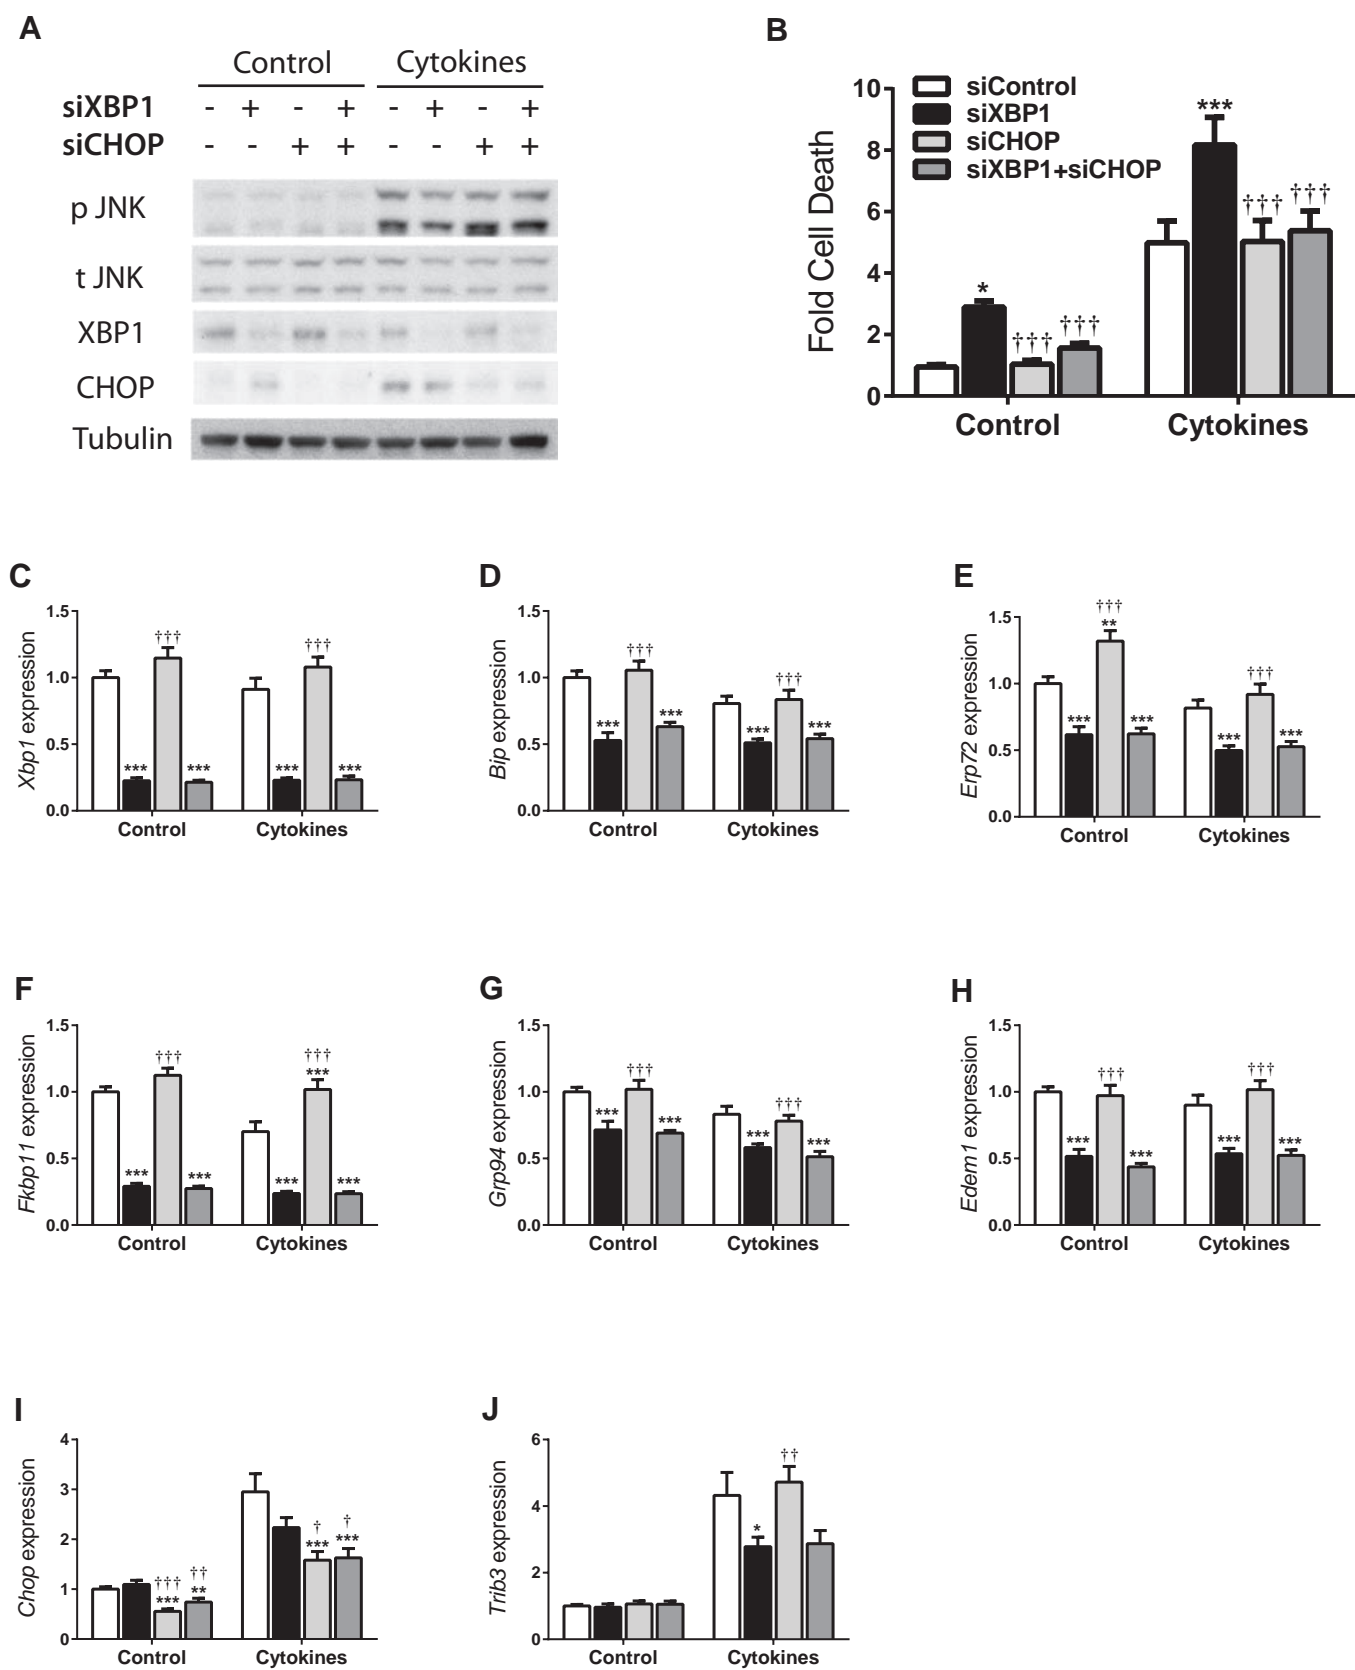 A
Control Cytokines
siXBP1 - + - + - + - +
siCHOP - - + + - - + +
p JNK
t JNK
XBP1
CHOP
Tubulin
B
Fold Cell Death
10
8
6
4
2
0
siControl
siXBP1
siCHOP
siXBP1+siCHOP
*
†††
†††
***
†††
†††
Control Cytokines
C
Xbp1 expression
1.5
1.0
0.5
0.0
***
†††
***
***
†††
***
Control Cytokines
D
Bip expression
1.5
1.0
0.5
0.0
***
†††
***
***
†††
***
Control Cytokines
E
Erp72 expression
1.5
1.0
0.5
0.0
***
†††
**
***
***
†††
***
Control Cytokines
F
Fkbp11 expression
1.5
1.0
0.5
0.0
***
†††
***
***
†††
***
***
Control Cytokines
G
Grp94 expression
1.5
1.0
0.5
0.0
***
†††
***
***
†††
***
Control Cytokines
H
Edem1 expression
1.5
1.0
0.5
0.0
***
†††
***
***
†††
***
Control Cytokines
I
Chop expression
4
3
2
1
0
†††
***
††
**
†
***
†
***
Control Cytokines
J
Trib3 expression
6
4
2
0
*
††
Control Cytokines